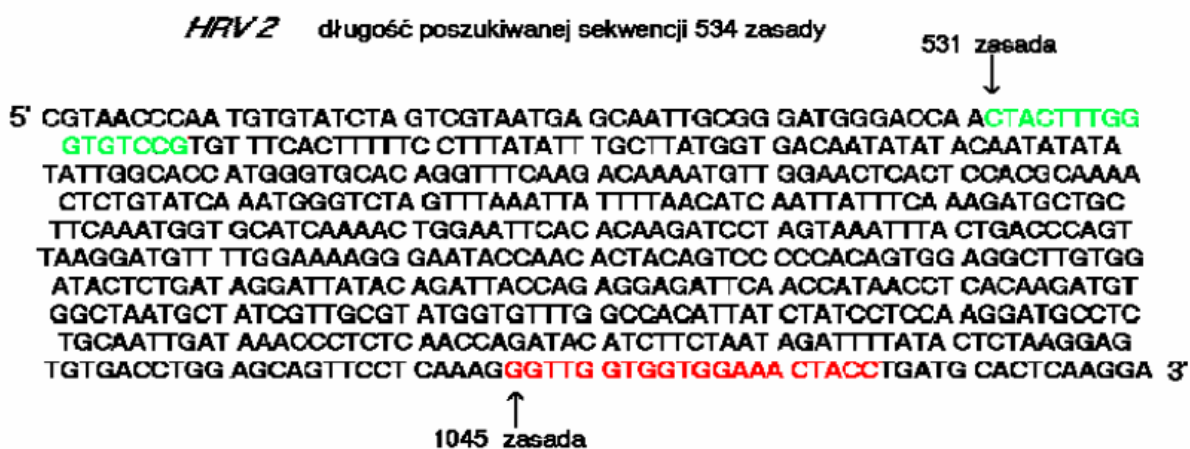 HRV 2 długość poszukiwanej sekwencji 534 zasady
531 zasada
5' CGTAACCCAA TGTGTATCTA GTCGTAATGA GCAATTGCGG GATGGGACCAA ACTACTTTGG
GTGTCCGTGT TTCACTTTTTC CTTTATATT TGCTTATGGT GACAATATATA ACAATATATA
TATTGGCACC ATGGGTGCAC AGGTTTCAAG ACAAAATGTT GGAACTCACT CCACGCAAAA
CTCTGTATCA AATGGGTCTA GTTTAAATTA TTTTAACATC AATTATTTCA AAGATGCTGC
TTCAAATGGT GCATCAAAAC TGGAATTCAC ACAAGATCCT AGTAAATTTA CTGACCCAGT
TAAGGATGTT TTGGAAAAGG GAATACCAAC ACTACAGTCC CCCACAGTGG AGGCTTGTGG
ATACTCTGAT AGGATTATAC AGATTACCAG AGGAGATTCA ACCATAACCT CACAAGATGT
GGCTAATGCT ATCGTTGCGT ATGGTGTTTG GCCACATTAT CTATCCTCCA AGGATGCCTC
TGCAATTGAT AAACCCTCTC AACCAGATAC ATCTTCTAAT AGATTTTATA CTCTAAGGAG
TGTGACCTGG AGCAGTTCCT CAAAGGGTTG GTGGTGGAAA CTACCTGATG CACTCAAGGA 3'
1045 zasada